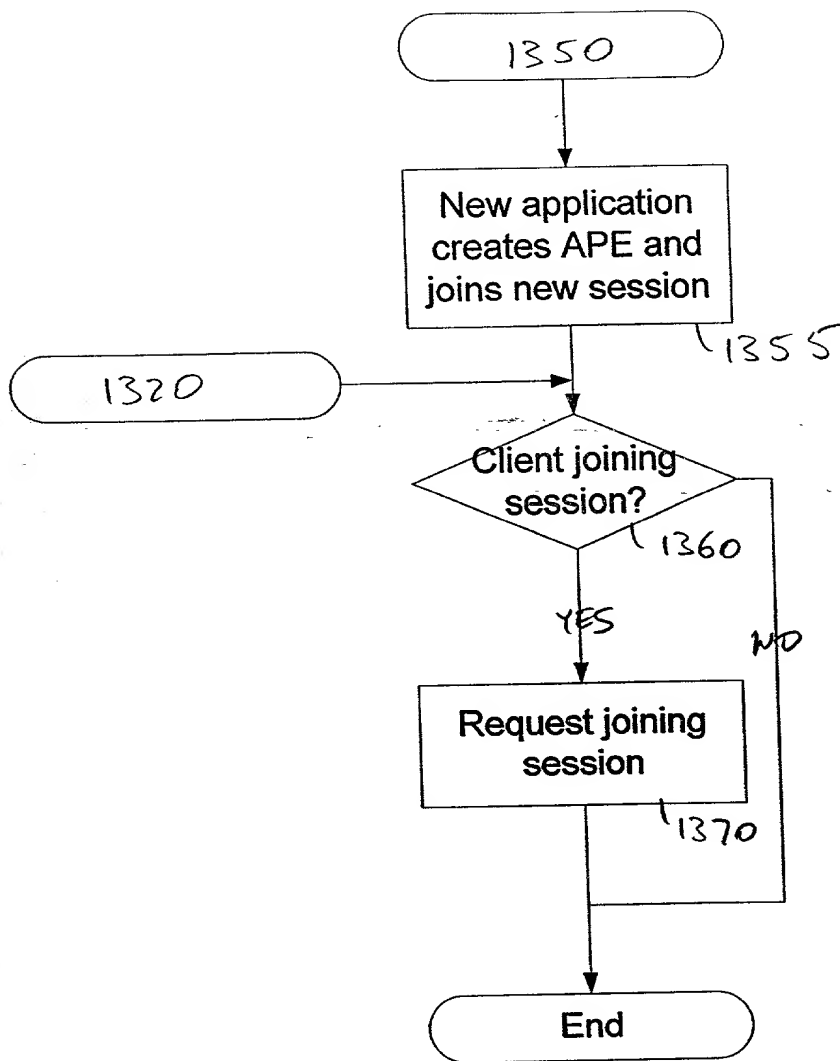 1350
New application
creates APE and
joins new session
1355
1320
Client joining
session?
1360
YES
NO
Request joining
session
1370
End